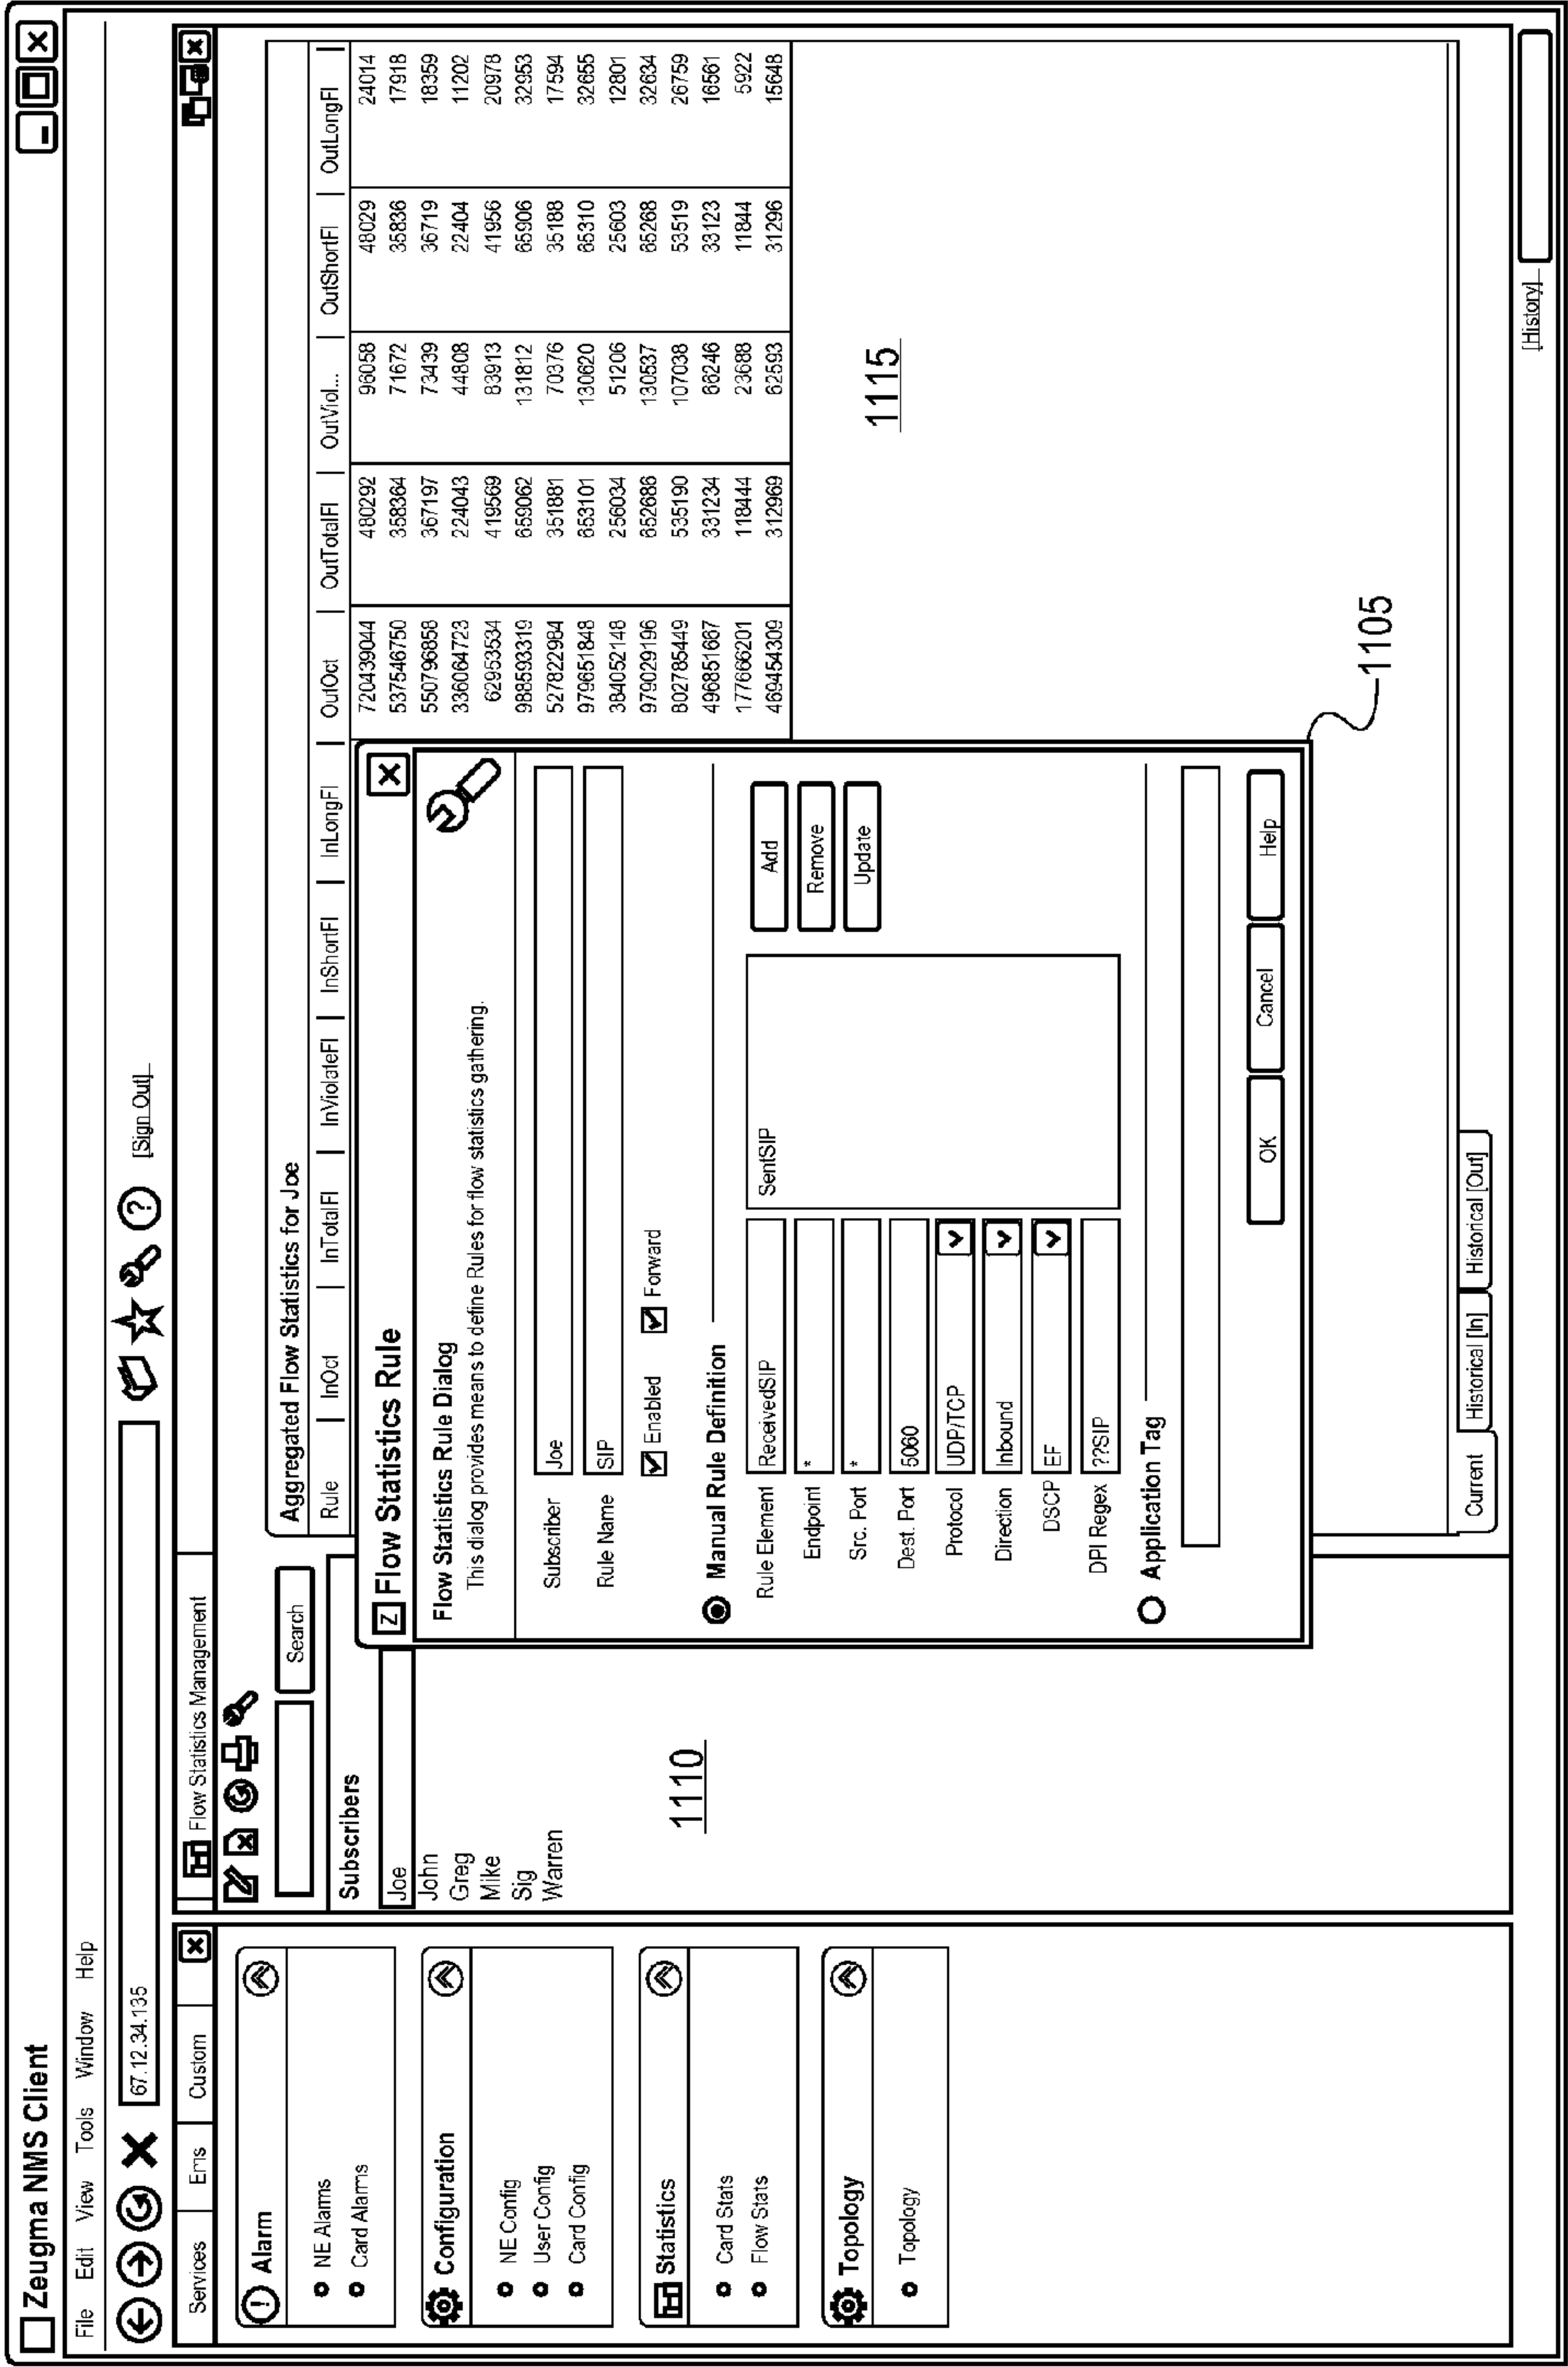 Zeugma NMS Client
File Edit View Tools Window Help
67.12.34.135
[Sign Out]
Services Ems Custom
Alarm
NE Alarms
Card Alarms
Configuration
NE Config
User Config
Card Config
Statistics
Card Stats
Flow Stats
Topology
Topology
Flow Statistics Management
Search
Subscribers
Joe
John
Greg
Mike
Sig
Warren
1110
Aggregated Flow Statistics for Joe
Rule InOct InTotalFl InViolateFl InShortFl InLongFl OutOct OutTotalFl OutViol... OutShortFl OutLongFl
720439044 480292 96058 48029 24014
537546750 358364 71672 35836 17918
550796858 367197 73439 36719 18359
336064723 224043 44808 22404 11202
62953534 419569 83913 41956 20978
988593319 659062 131812 65906 32953
527822984 351881 70376 35188 17594
979651848 653101 130620 65310 32655
384052148 256034 51206 25603 12801
979029196 652686 130537 65268 32634
802785449 535190 107038 53519 26759
496851667 331234 66246 33123 16561
177666201 118444 23688 11844 5922
469454309 312969 62593 31296 15648
1115
Z Flow Statistics Rule
Flow Statistics Rule Dialog
This dialog provides means to define Rules for flow statistics gathering.
Subscriber Joe
Rule Name SIP
Enabled Forward
Manual Rule Definition
Rule Element ReceivedSIP
Endpoint *
Src. Port *
Dest. Port 5060
Protocol UDP/TCP
Direction Inbound
DSCP EF
DPI Regex ??SIP
SentSIP
Add
Remove
Update
Application Tag
OK Cancel Help
1105
Current Historical [In] Historical [Out]
[History]